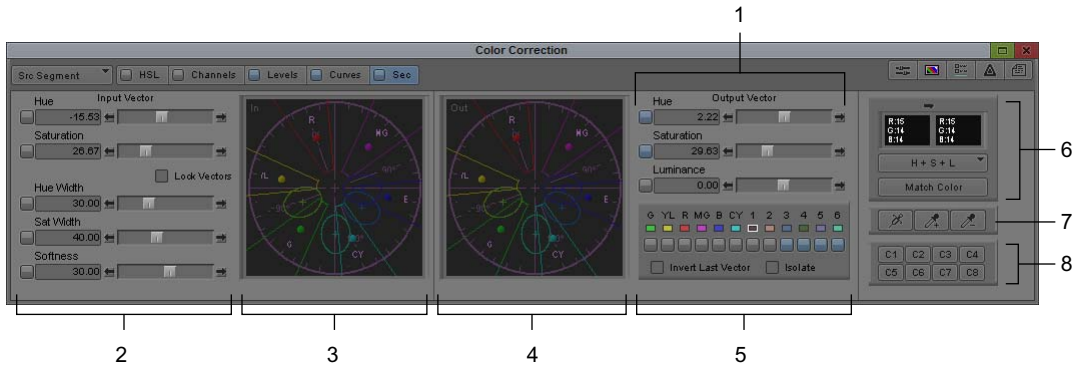 1
Color Correction
Src Segment HSL Channels Levels Curves Sec
Input Vector
Hue
-15.53
Saturation
26.67
Lock Vectors
Hue Width
30.00
Sat Width
40.00
Softness
30.00
In
R
MG
/L
90°
-90°
E
G
CY
Out
R
MG
/L
90°
-90°
E
G
CY
Output Vector
Hue
2.22
Saturation
29.63
Luminance
0.00
G YL R MG B CY 1 2 3 4 5 6
Invert Last Vector Isolate
R:15 R:15
G:14 G:14
B:14 B:14
H + S + L
Match Color
C1 C2 C3 C4
C5 C6 C7 C8
6
7
8
2 3 4 5